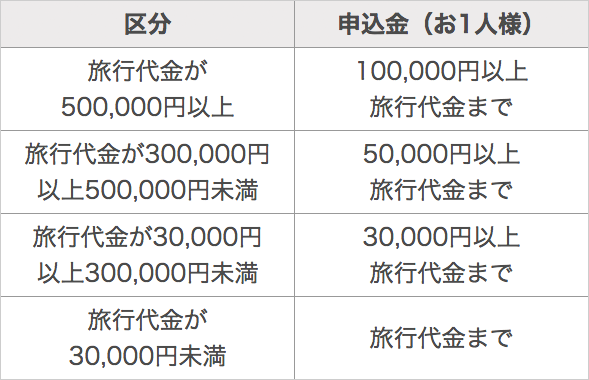 区分
申込金（お1人様）
旅行代金が
500,000円以上
100,000円以上
旅行代金まで
旅行代金が300,000円
以上500,000円未満
50,000円以上
旅行代金まで
旅行代金が30,000円
以上300,000円未満
30,000円以上
旅行代金まで
旅行代金が
30,000円未満
旅行代金まで